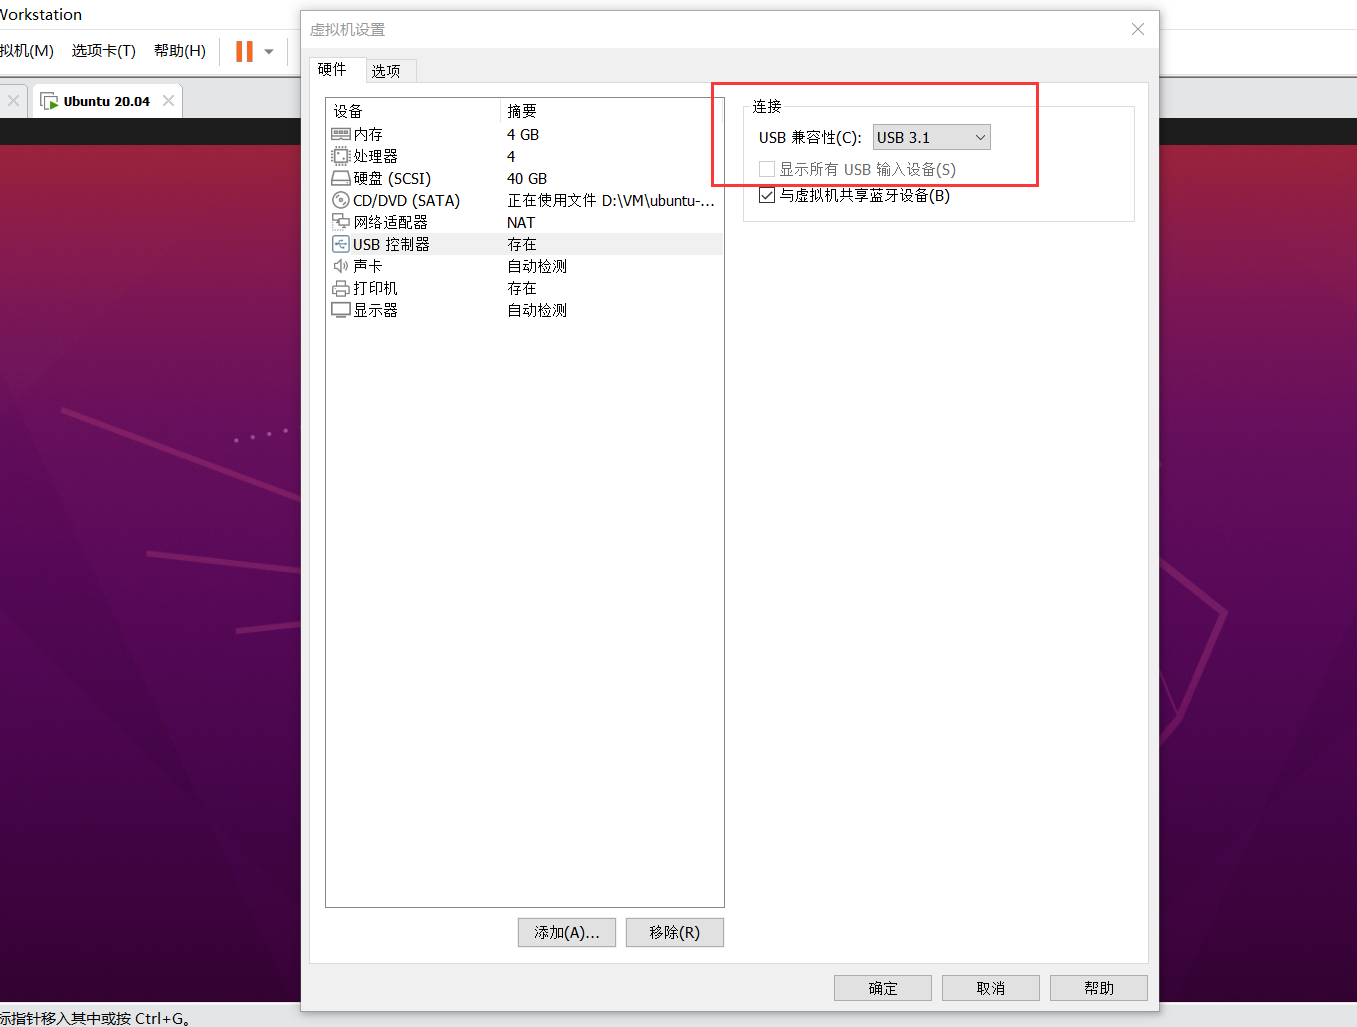 Workstation
拟机(M) 选项卡(T) 帮助(H)
Ubuntu 20.04
虚拟机设置
硬件 选项
设备 摘要
内存 4 GB
处理器 4
硬盘 (SCSI) 40 GB
CD/DVD (SATA) 正在使用文件 D:\VM\ubuntu-...
网络适配器 NAT
USB 控制器 存在
声卡 自动检测
打印机 存在
显示器 自动检测
连接
USB 兼容性(C): USB 3.1
显示所有 USB 输入设备(S)
与虚拟机共享蓝牙设备(B)
添加(A)... 移除(R)
确定 取消 帮助
标指针移入其中或按 Ctrl+G。